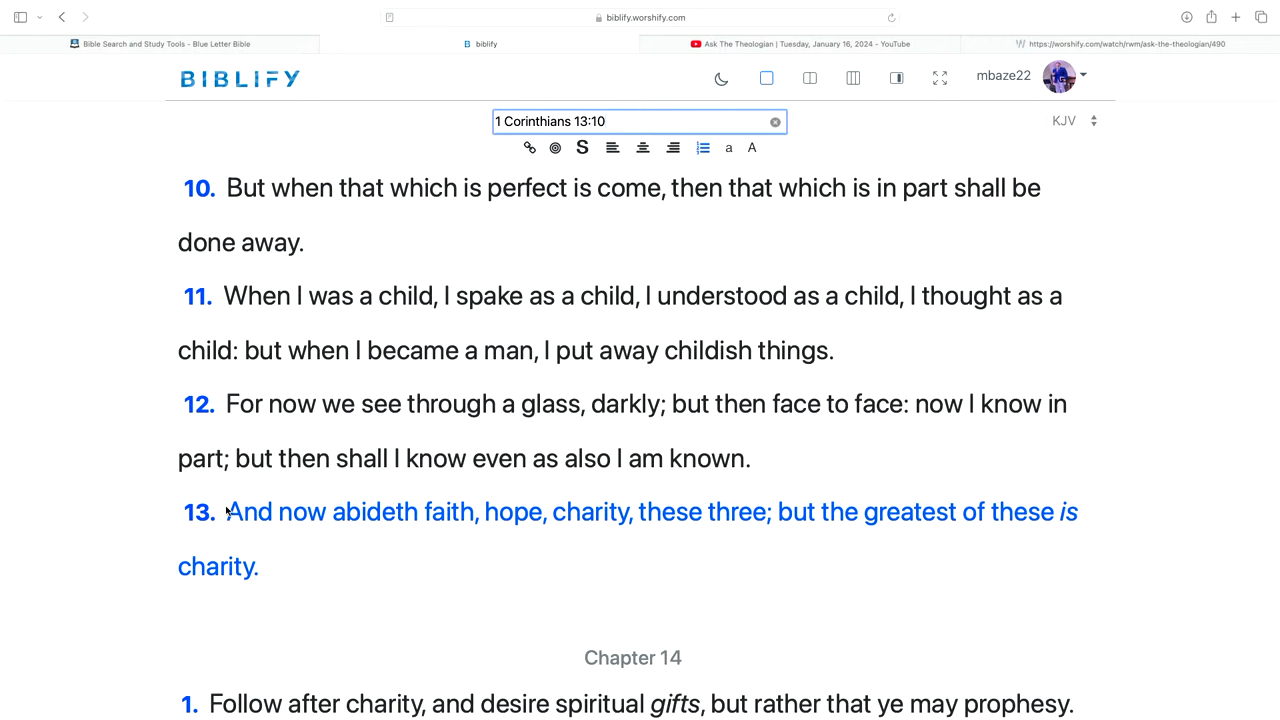 biblify.worshify.com
Bible Search and Study Tools - Blue Letter Bible
biblify
Ask The Theologian | Tuesday, January 16, 2024 - YouTube
https://worshify.com/watch/rwm/ask-the-theologian/490
BIBLIFY
mbaze22
1 Corinthians 13:10
KJV
S
a
A
10. But when that which is perfect is come, then that which is in part shall be
done away.
11. When I was a child, I spake as a child, I understood as a child, I thought as a
child: but when I became a man, I put away childish things.
12. For now we see through a glass, darkly; but then face to face: now I know in
part; but then shall I know even as also I am known.
13. And now abideth faith, hope, charity, these three; but the greatest of these is
charity.
Chapter 14
1. Follow after charity, and desire spiritual gifts, but rather that ye may prophesy.